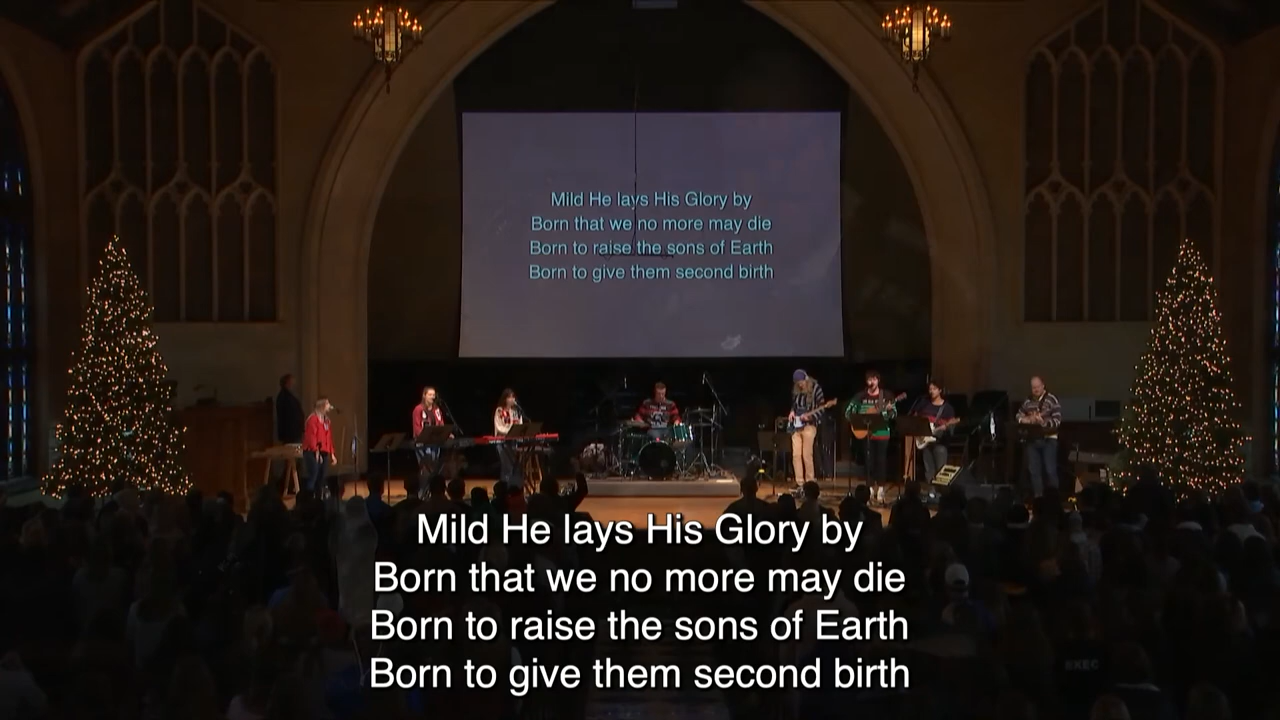 Mild He lays His Glory by
Born that we no more may die
Born to raise the sons of Earth
Born to give them second birth
Mild He lays His Glory by
Born that we no more may die
Born to raise the sons of Earth
Born to give them second birth
EXEC